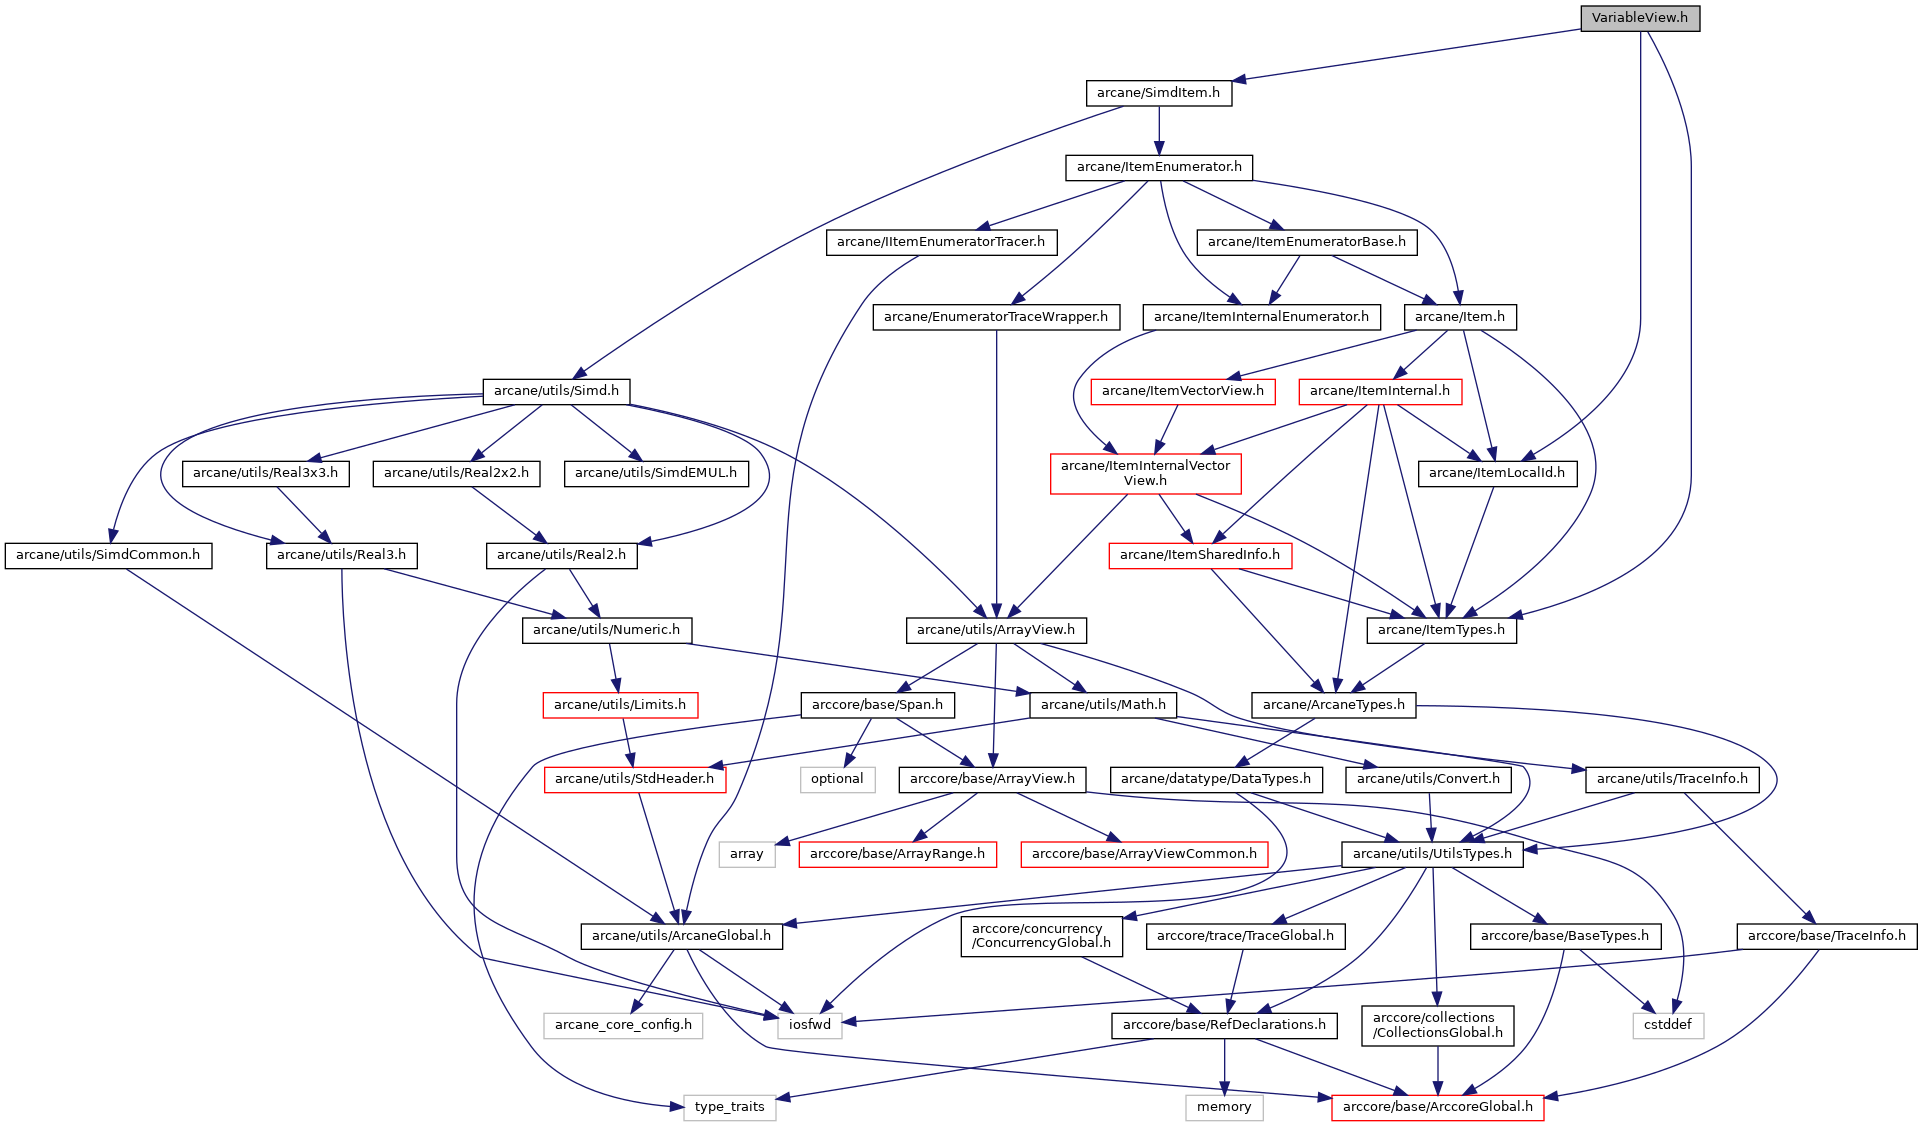 VariableView.h
arcane/SimdItem.h
arcane/ItemEnumerator.h
arcane/IItemEnumeratorTracer.h
arcane/ItemEnumeratorBase.h
arcane/EnumeratorTraceWrapper.h
arcane/ItemInternalEnumerator.h
arcane/Item.h
arcane/utils/Simd.h
arcane/ItemVectorView.h
arcane/ItemInternal.h
arcane/utils/Real3x3.h
arcane/utils/Real2x2.h
arcane/utils/SimdEMUL.h
arcane/ItemInternalVector
View.h
arcane/ItemLocalId.h
arcane/utils/SimdCommon.h
arcane/utils/Real3.h
arcane/utils/Real2.h
arcane/ItemSharedInfo.h
arcane/utils/Numeric.h
arcane/utils/ArrayView.h
arcane/ItemTypes.h
arcane/utils/Limits.h
arccore/base/Span.h
arcane/utils/Math.h
arcane/ArcaneTypes.h
arcane/utils/StdHeader.h
optional
arccore/base/ArrayView.h
arcane/datatype/DataTypes.h
arcane/utils/Convert.h
arcane/utils/TraceInfo.h
array
arccore/base/ArrayRange.h
arccore/base/ArrayViewCommon.h
arcane/utils/UtilsTypes.h
arcane/utils/ArcaneGlobal.h
arccore/concurrency
/ConcurrencyGlobal.h
arccore/trace/TraceGlobal.h
arccore/base/BaseTypes.h
arccore/base/TraceInfo.h
arcane_core_config.h
iosfwd
arccore/base/RefDeclarations.h
arccore/collections
/CollectionsGlobal.h
cstddef
type_traits
memory
arccore/base/ArccoreGlobal.h